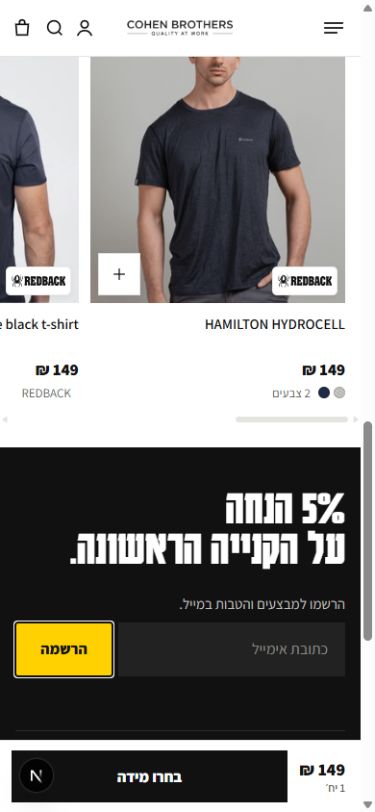 COHEN BROTHERS
QUALITY AT WORK
REDBACK
REDBACK
HAMILTON HYDROCELL
black t-shirt
149 ₪
149 ₪
2 צבעים
REDBACK
5% הנחה
על הקנייה הראשונה.
הרשמו למבצעים והטבות במייל.
כתובת אימייל
הרשמה
149 ₪
1 יח׳
בחרו מידה
N